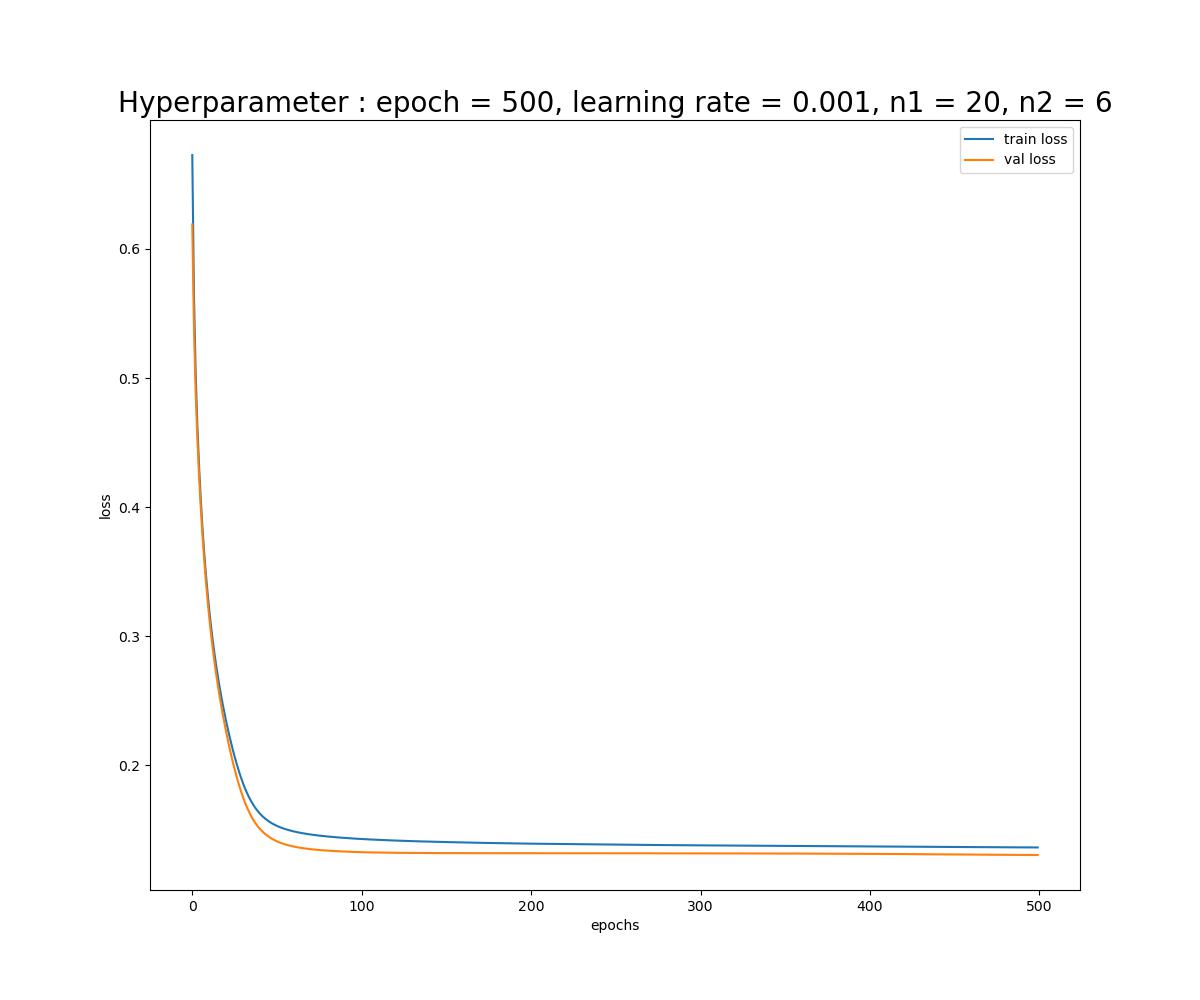 Hyperparameter : epoch = 500, learning rate = 0.001, n1 = 20, n2 = 6
train loss
val loss
0.6
0.5
0.4
0.3
0.2
loss
0 100 200 300 400 500
epochs